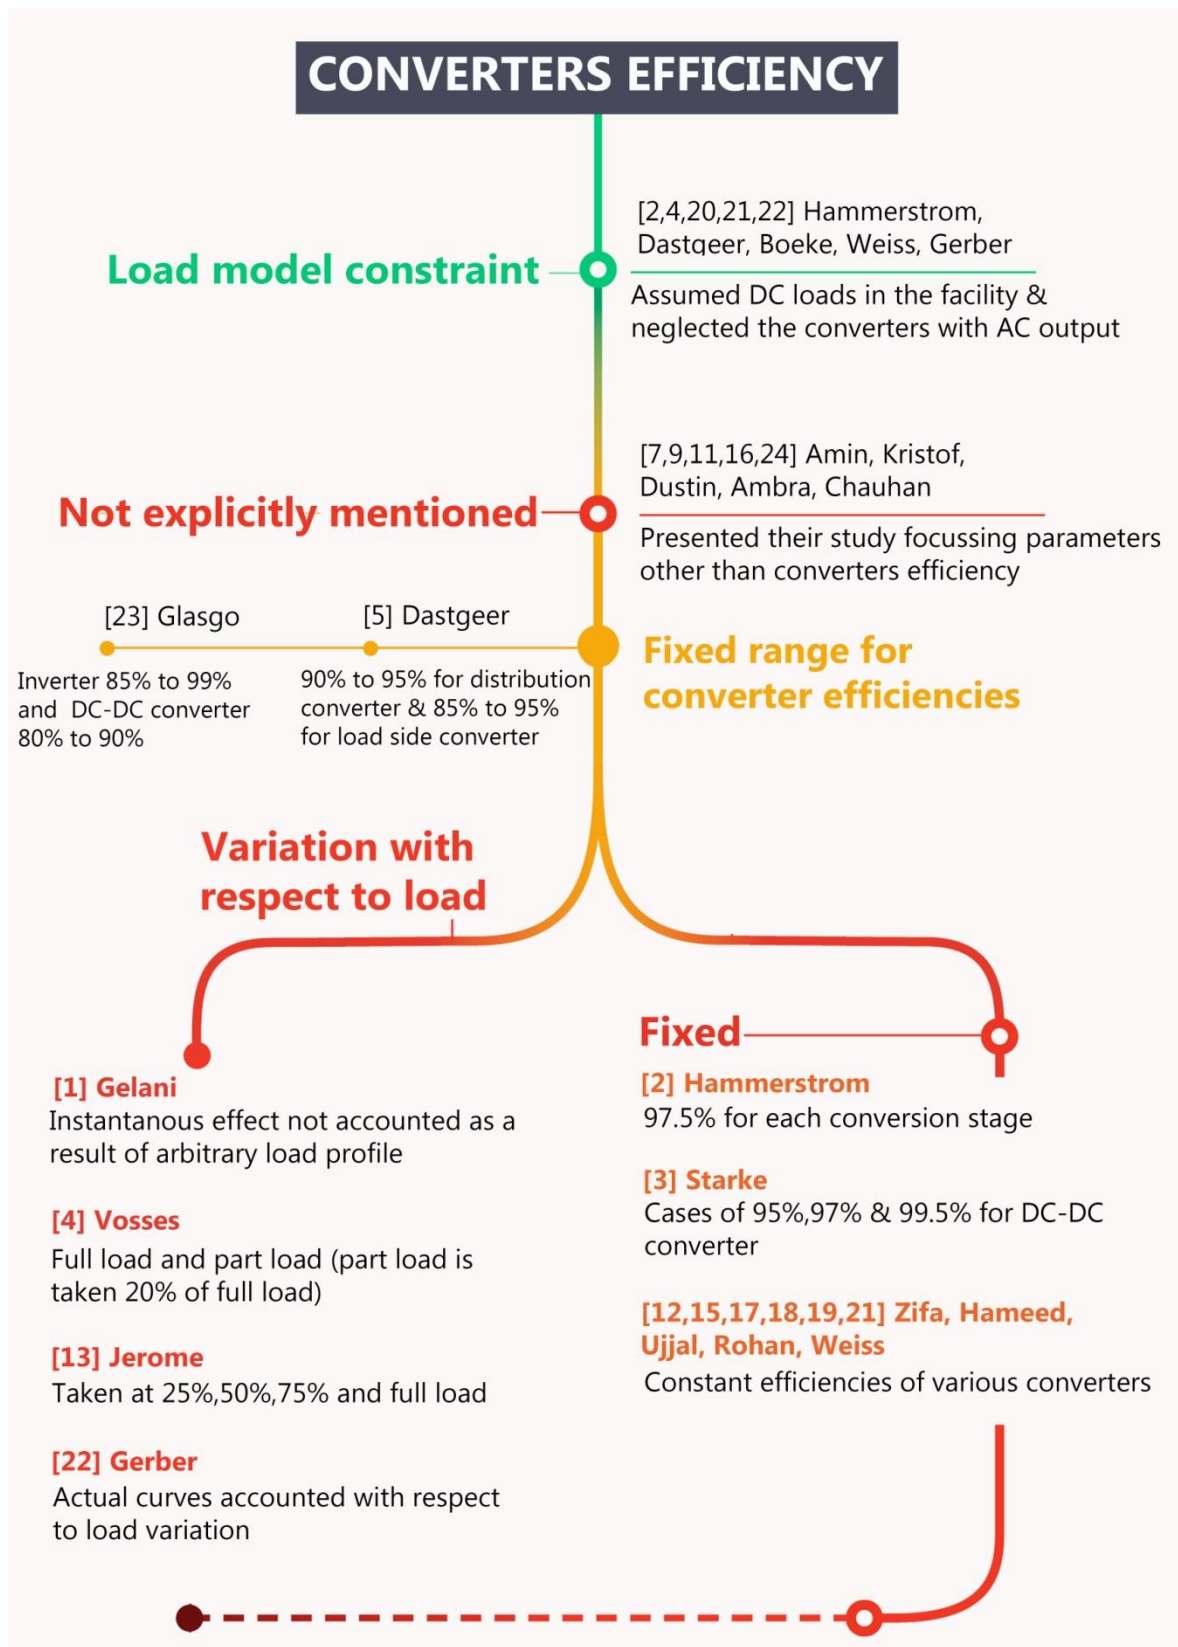 CONVERTERS EFFICIENCY
Load model constraint
[2,4,20,21,22] Hammerstrom,
Dastgeer, Boeke, Weiss, Gerber
Assumed DC loads in the facility &
neglected the converters with AC output
Not explicitly mentioned
[7,9,11,16,24] Amin, Kristof,
Dustin, Ambra, Chauhan
Presented their study focussing parameters
other than converters efficiency
[23] Glasgo
Inverter 85% to 99%
and DC-DC converter
80% to 90%
[5] Dastgeer
90% to 95% for distribution
converter & 85% to 95%
for load side converter
Fixed range for
converter efficiencies
Variation with
respect to load
[1] Gelani
Instantanous effect not accounted as a
result of arbitrary load profile
[4] Vosses
Full load and part load (part load is
taken 20% of full load)
[13] Jerome
Taken at 25%,50%,75% and full load
[22] Gerber
Actual curves accounted with respect
to load variation
Fixed
[2] Hammerstrom
97.5% for each conversion stage
[3] Starke
Cases of 95%,97% & 99.5% for DC-DC
converter
[12,15,17,18,19,21] Zifa, Hameed,
Ujjal, Rohan, Weiss
Constant efficiencies of various converters